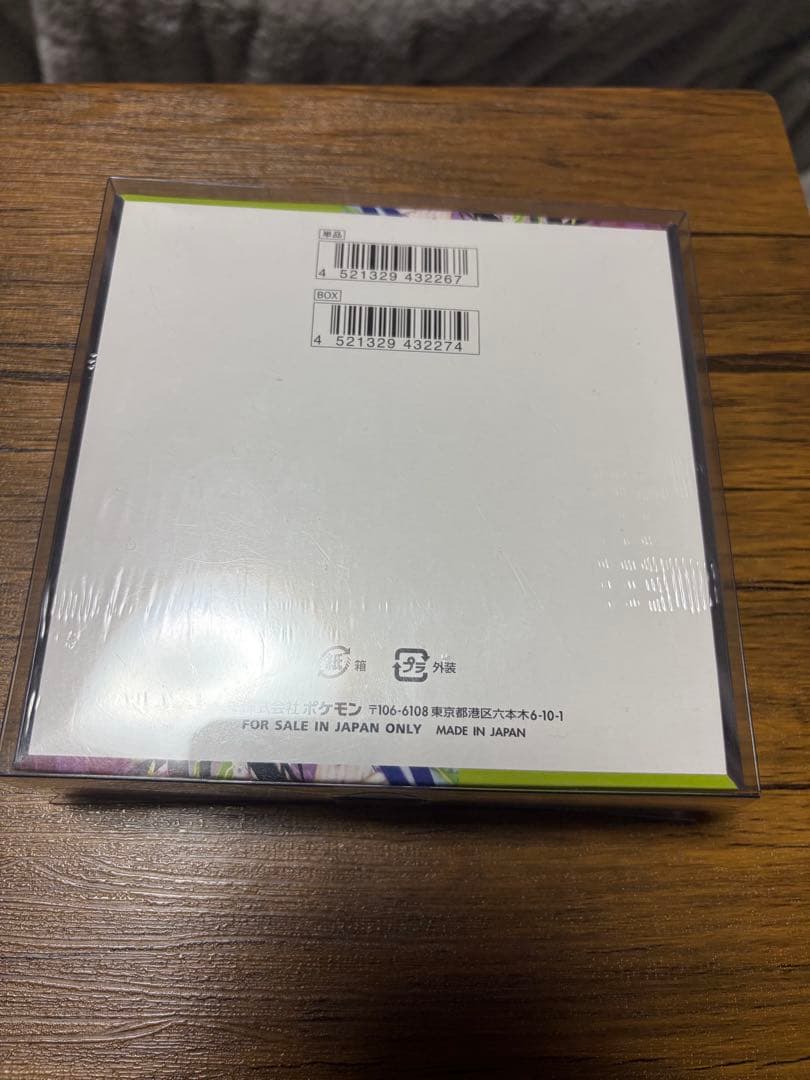 単品
4 521329 432267
BOX
4 521329 432274
紙 箱 プラ 外装
株式会社 ポケモン 〒106-6108 東京都港区六本木6-10-1
FOR SALE IN JAPAN ONLY MADE IN JAPAN